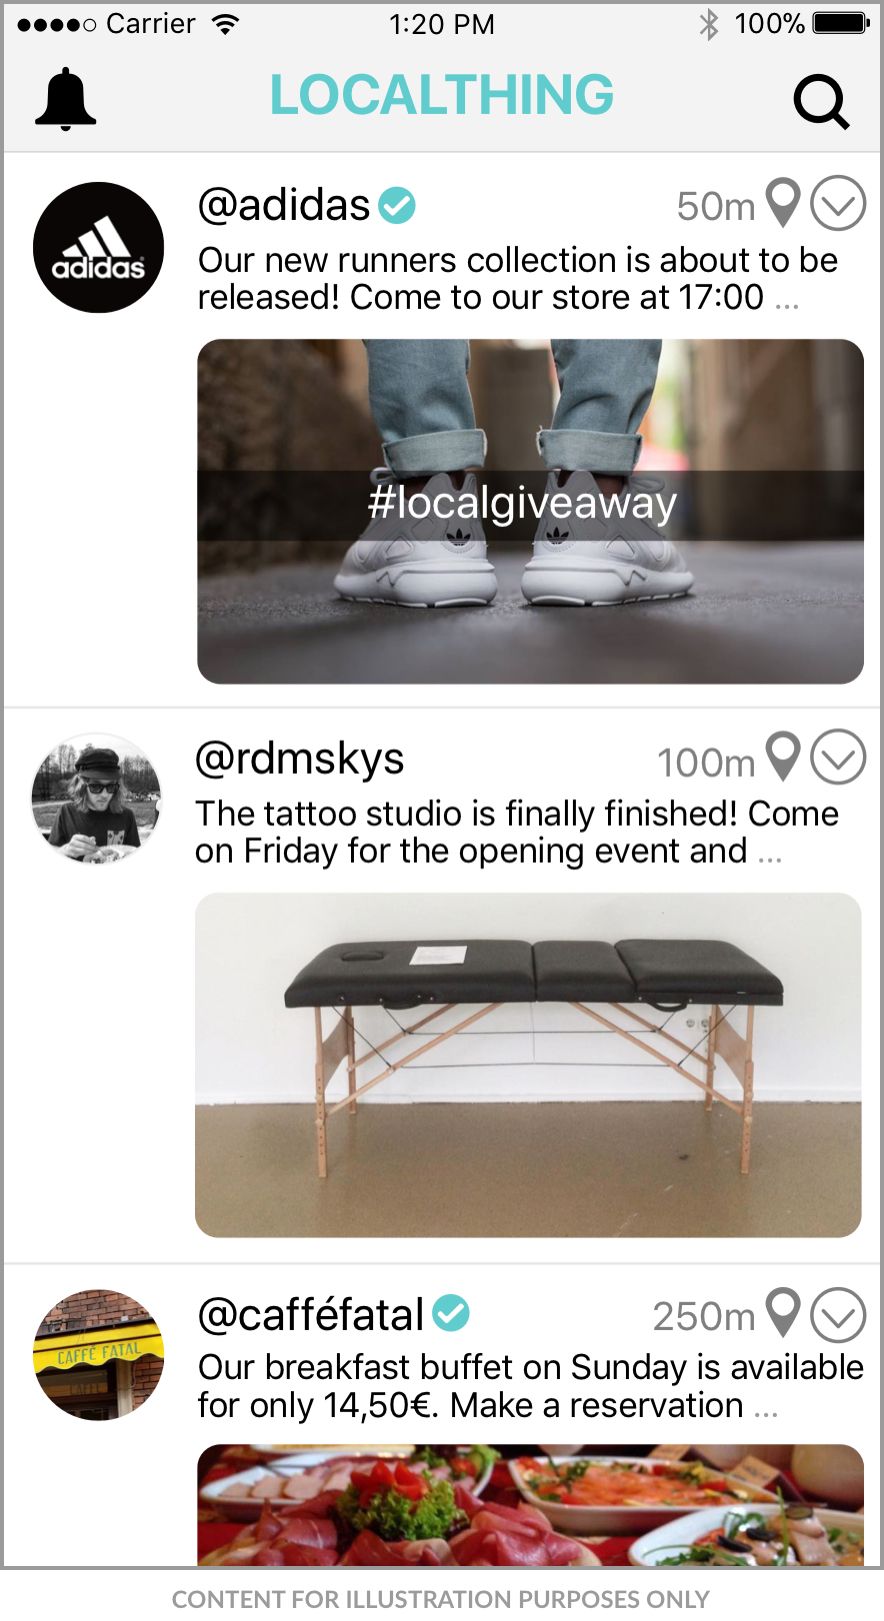 Carrier 1:20 PM 100%
LOCALTHING
adidas
@adidas 50m
Our new runners collection is about to be
released! Come to our store at 17:00 ...
#localgiveaway
@rdmskys 100m
The tattoo studio is finally finished! Come
on Friday for the opening event and ...
CAFFÉ FATAL
@cafféfatal 250m
Our breakfast buffet on Sunday is available
for only 14,50€. Make a reservation ...
CONTENT FOR ILLUSTRATION PURPOSES ONLY